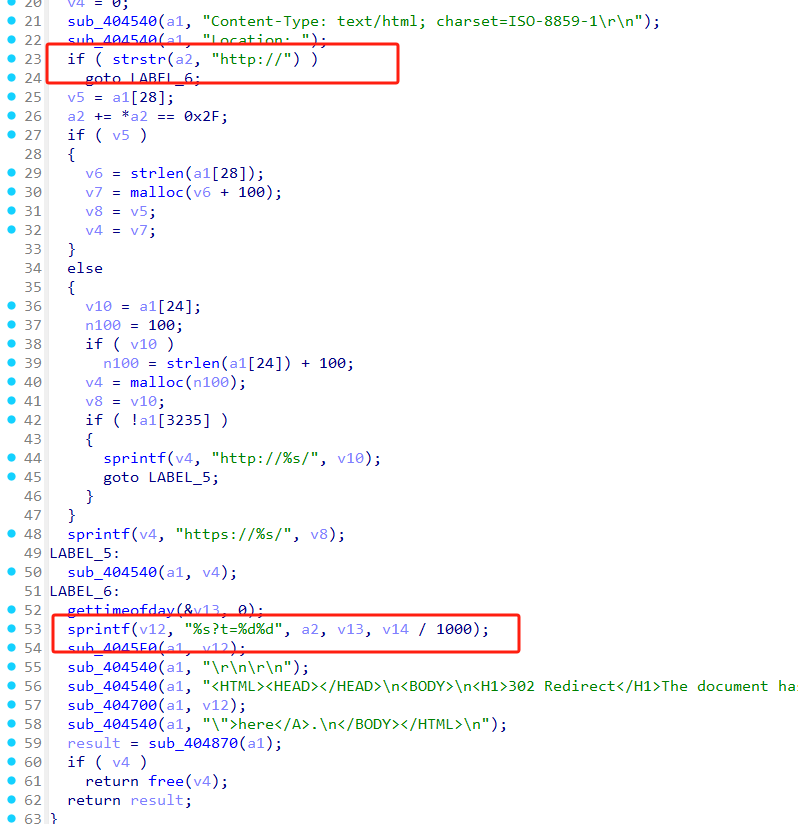 20 v4 = 0;
21 sub_404540(a1, "Content-Type: text/html; charset=ISO-8859-1\r\n");
22 sub_404540(a1, "Location: ");
23 if ( strstr(a2, "http://") )
24 goto LABEL_6;
25 v5 = a1[28];
26 a2 += *a2 == 0x2F;
27 if ( v5 )
28 {
29 v6 = strlen(a1[28]);
30 v7 = malloc(v6 + 100);
31 v8 = v5;
32 v4 = v7;
33 }
34 else
35 {
36 v10 = a1[24];
37 n100 = 100;
38 if ( v10 )
39 n100 = strlen(a1[24]) + 100;
40 v4 = malloc(n100);
41 v8 = v10;
42 if ( !a1[3235] )
43 {
44 sprintf(v4, "http://%s/", v10);
45 goto LABEL_5;
46 }
47 }
48 sprintf(v4, "https://%s/", v8);
49 LABEL_5:
50 sub_404540(a1, v4);
51 LABEL_6:
52 gettimeofday(&v13, 0);
53 sprintf(v12, "%s?t=%d%d", a2, v13, v14 / 1000);
54 sub_4045F0(a1, v12);
55 sub_404540(a1, "\r\n\r\n");
56 sub_404540(a1, "<HTML><HEAD></HEAD>\n<BODY>\n<H1>302 Redirect</H1>The document ha
57 sub_404700(a1, v12);
58 sub_404540(a1, "\">here</A>.\n</BODY></HTML>\n");
59 result = sub_404870(a1);
60 if ( v4 )
61 return free(v4);
62 return result;
63 }